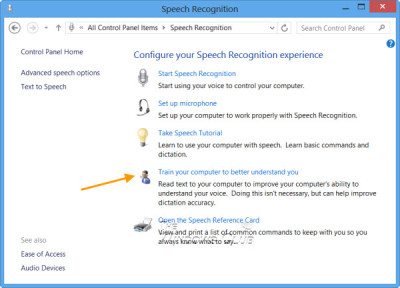 Speech Recognition
All Control Panel Items ▸ Speech Recognition
Search Control Panel
Control Panel Home
Advanced speech options
Text to Speech
Configure your Speech Recognition experience
Start Speech Recognition
Start using your voice to control your computer.
Set up microphone
Set up your computer to work properly with Speech Recognition.
Take Speech Tutorial
Learn to use your computer with speech. Learn basic commands and
dictation.
Train your computer to better understand you
Read text to your computer to improve your computer's ability to
understand your voice. Doing this isn't necessary, but can help improve
dictation accuracy.
Open the Speech Reference Card
View and print a list of common commands to keep with you so you
always know what to say...
THE
WINDOWS CLUB
See also
Ease of Access
Audio Devices